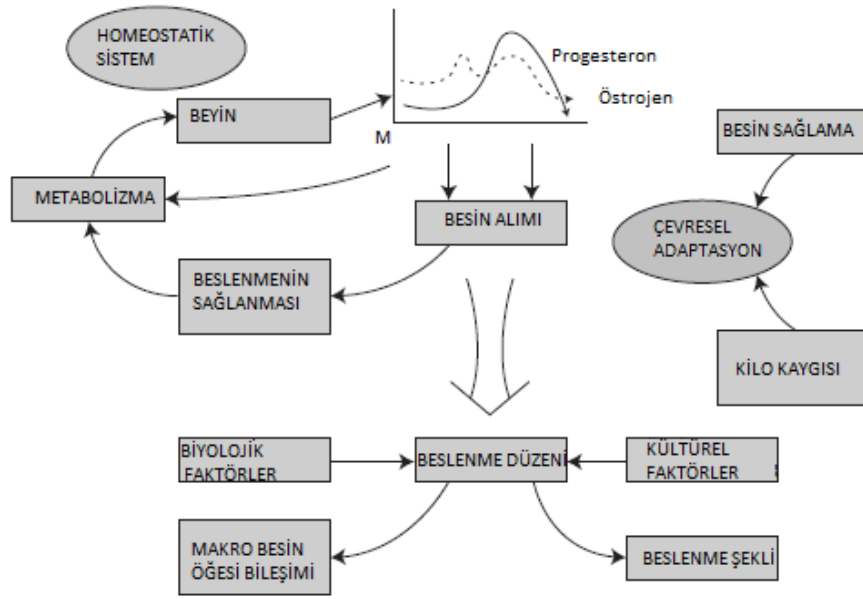 HOMEOSTATİK
SİSTEM
Progesteron
Östrojen
BEYİN
M
BESİN SAĞLAMA
METABOLİZMA
BESİN ALIMI
ÇEVRESEL
ADAPTASYON
BESLENMENİN
SAĞLANMASI
KİLO KAYGISI
BİYOLOJİK
FAKTÖRLER
BESLENME DÜZENİ
KÜLTÜREL
FAKTÖRLER
MAKRO BESİN
ÖĞESİ BİLEŞİMİ
BESLENME ŞEKLİ